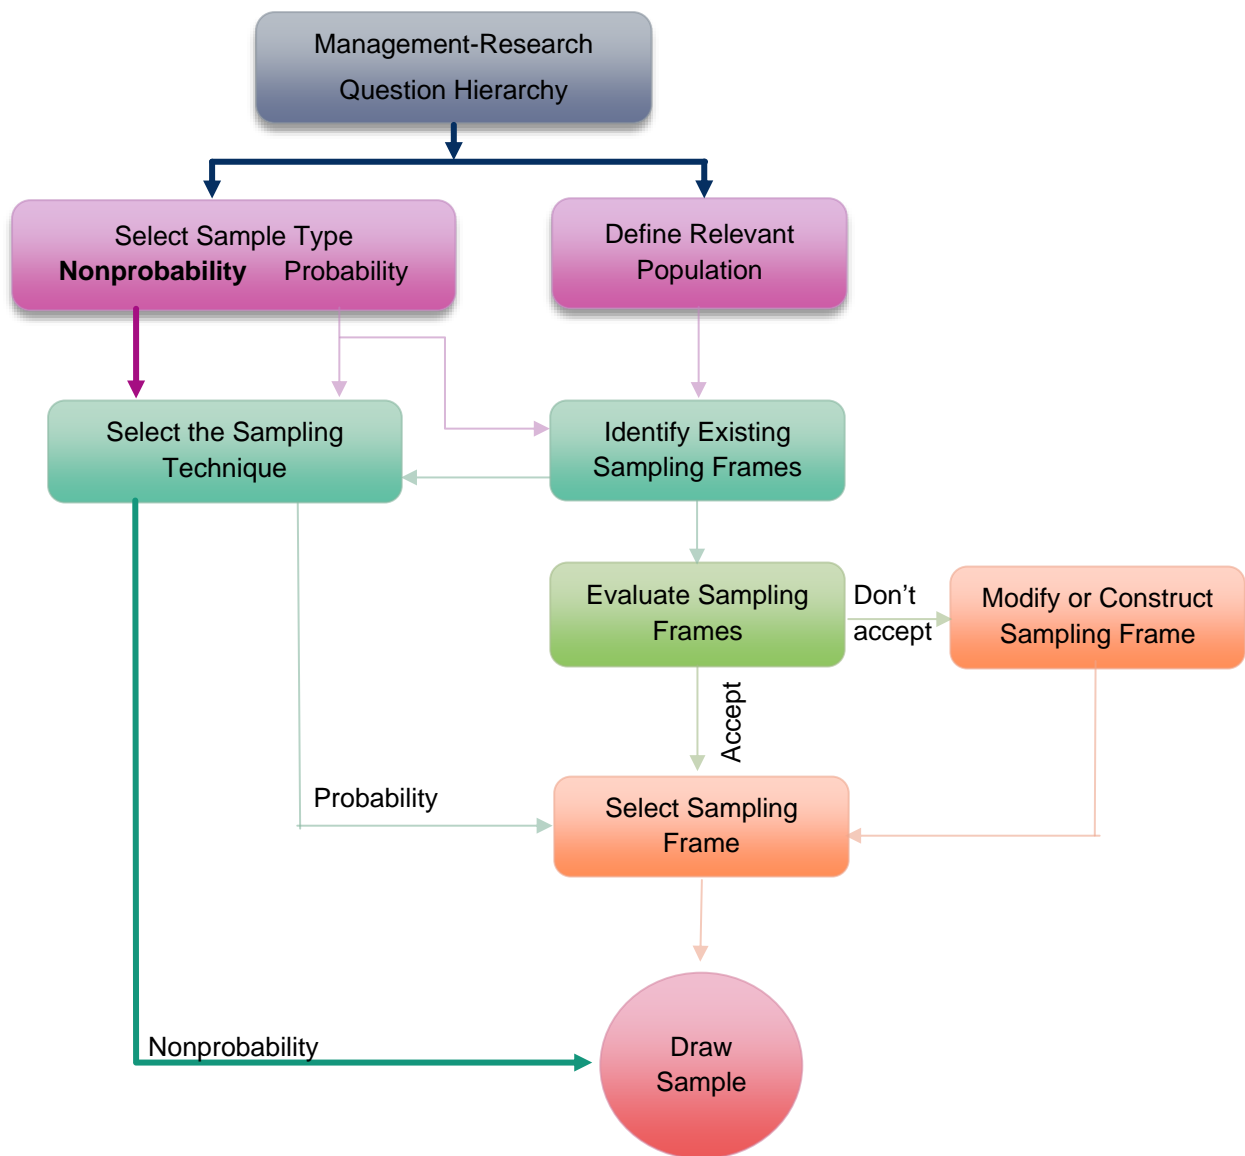 Management-Research
Question Hierarchy
Select Sample Type
Nonprobability Probability
Define Relevant
Population
Select the Sampling
Technique
Identify Existing
Sampling Frames
Evaluate Sampling
Frames
Don’t
accept
Modify or Construct
Sampling Frame
Accept
Probability
Select Sampling
Frame
Nonprobability
Draw
Sample